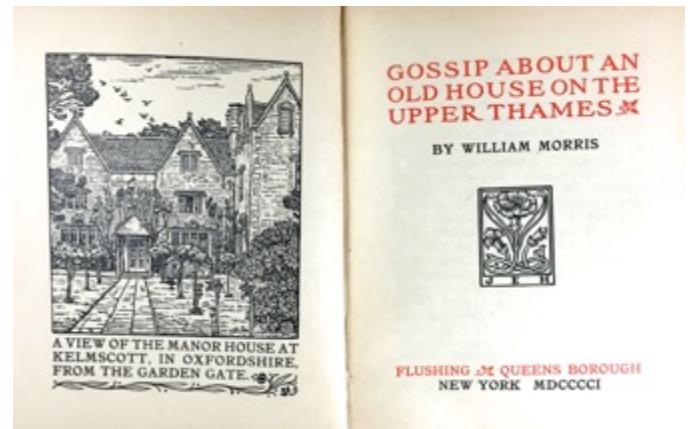 A VIEW OF THE MANOR HOUSE AT
KELMSCOTT, IN OXFORDSHIRE,
FROM THE GARDEN GATE.
GOSSIP ABOUT AN
OLD HOUSE ON THE
UPPER THAMES
BY WILLIAM MORRIS
J E H
FLUSHING QUEENS BOROUGH
NEW YORK MDCCCCI